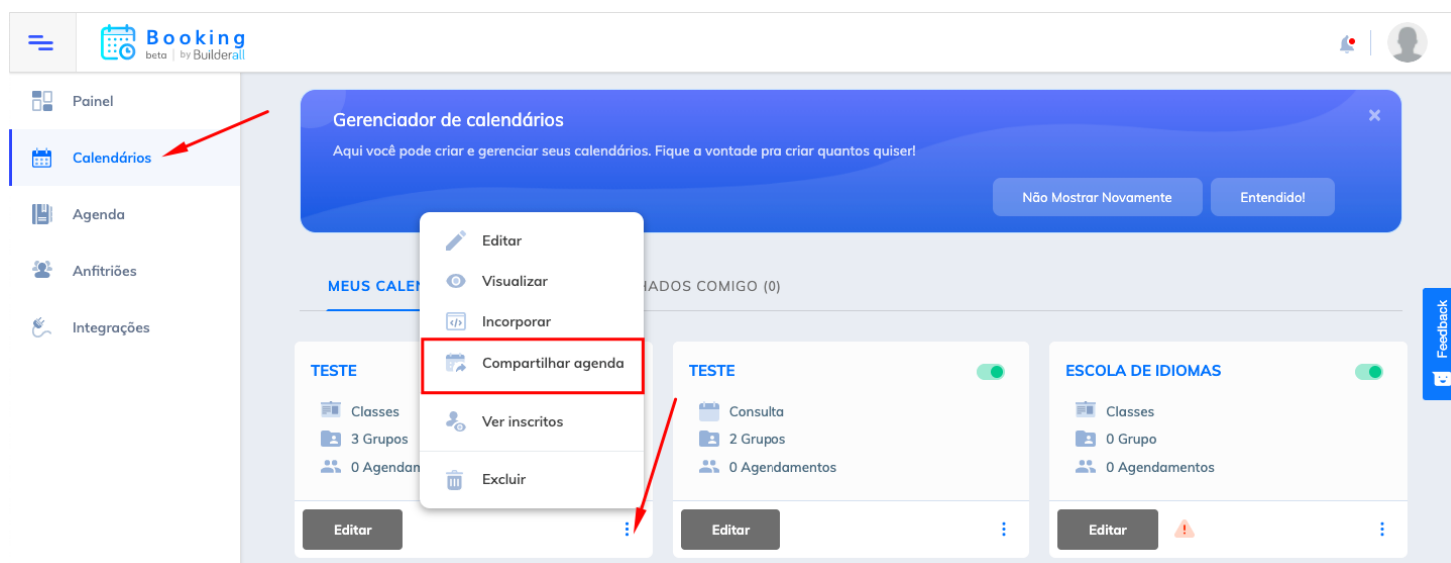 Booking
beta | by Builderall
Painel
Calendários
Agenda
Anfitriões
Integrações
Gerenciador de calendários
Aqui você pode criar e gerenciar seus calendários. Fique a vontade pra criar quantos quiser!
Não Mostrar Novamente
Entendido!
Editar
Visualizar
Incorporar
Compartilhar agenda
Ver inscritos
Excluir
MEUS
COMIGO (0)
TESTE
Classes
3 Grupos
0
Editar
TESTE
Consulta
2 Grupos
0 Agendamentos
Editar
ESCOLA DE IDIOMAS
Classes
0 Grupo
0 Agendamentos
Editar
Feedback